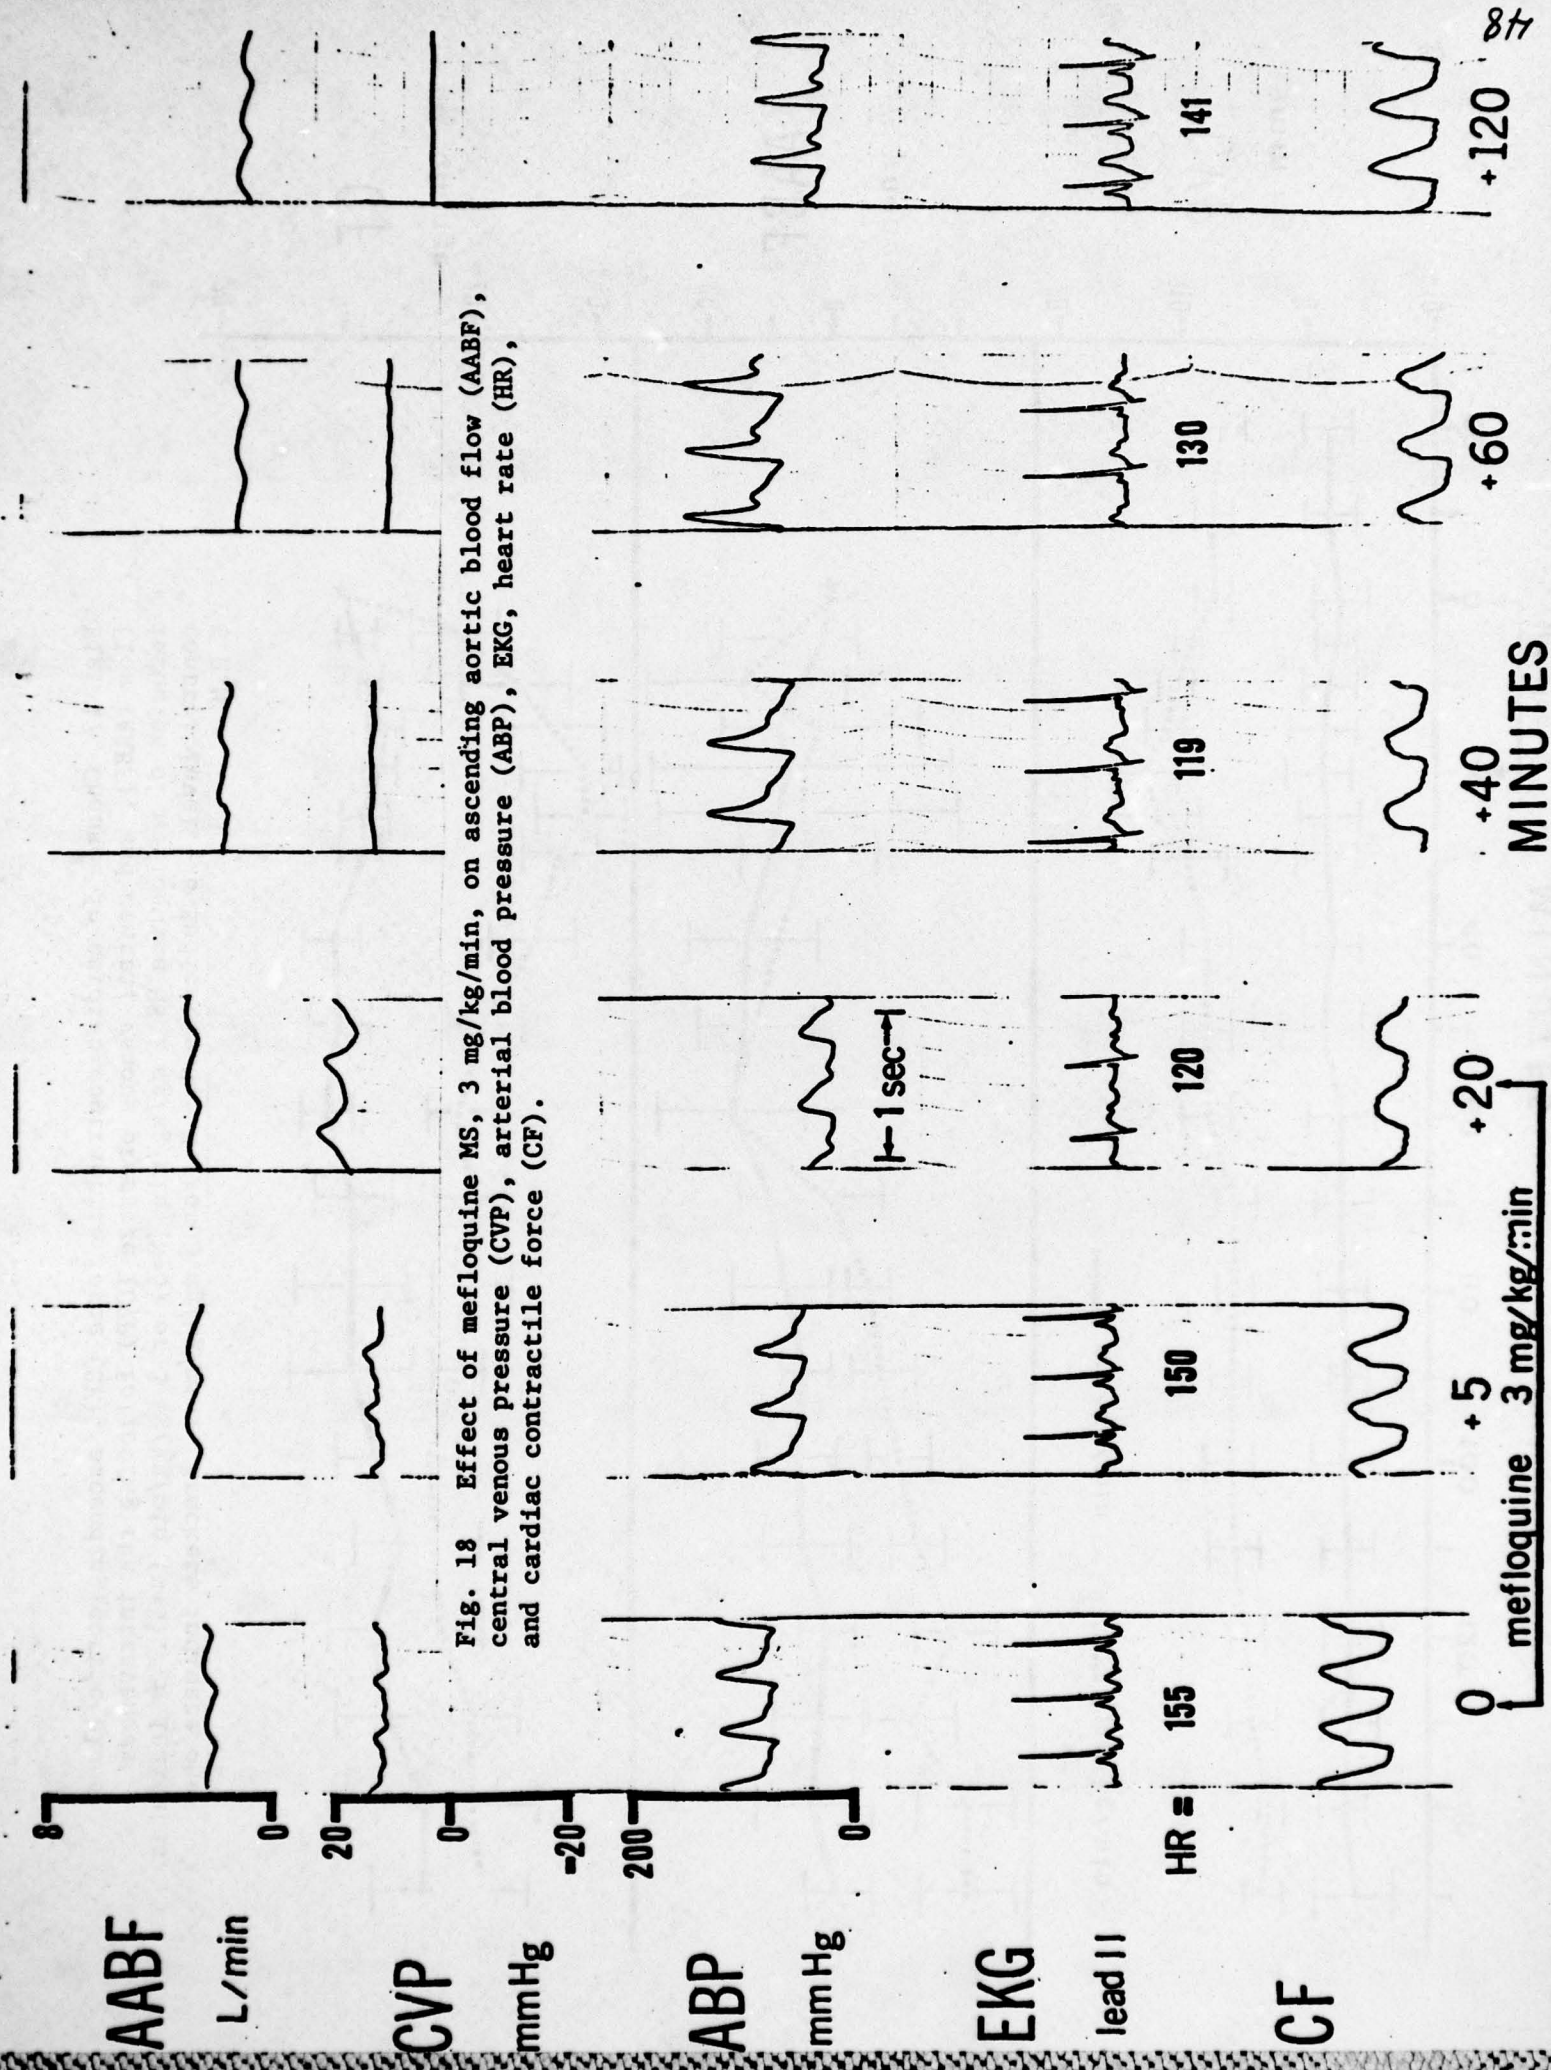 AABF
L/min
8
0
CVP
mmHg
20
0
-20
Fig. 18 Effect of mefloquine MS, 3 mg/kg/min, on ascending aortic blood flow (AABF),
central venous pressure (CVP), arterial blood pressure (ABP), EKG, heart rate (HR),
and cardiac contractile force (CF).
ABP
mmHg
200
0
←1 sec→
EKG
lead II
HR = 155 150 120 119 130 141
CF
0 +5 +20 +40 +60 +120
mefloquine 3 mg/kg/min
MINUTES
48